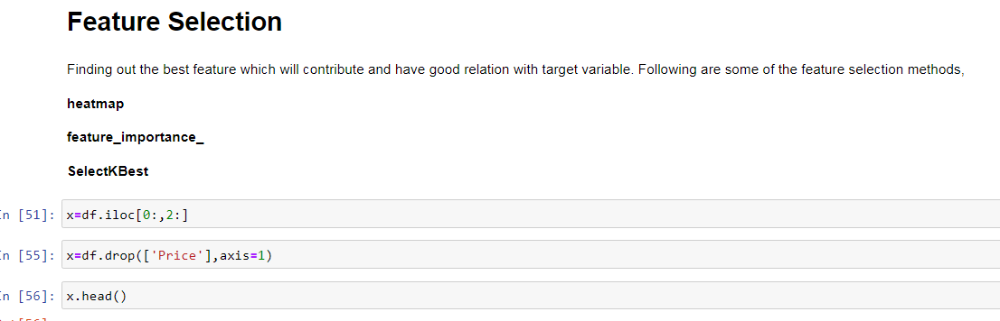 Feature Selection
Finding out the best feature which will contribute and have good relation with target variable. Following are some of the feature selection methods,
heatmap
feature_importance_
SelectKBest
n [51]: x=df.iloc[0:,2:]
n [55]: x=df.drop(['Price'],axis=1)
n [56]: x.head()